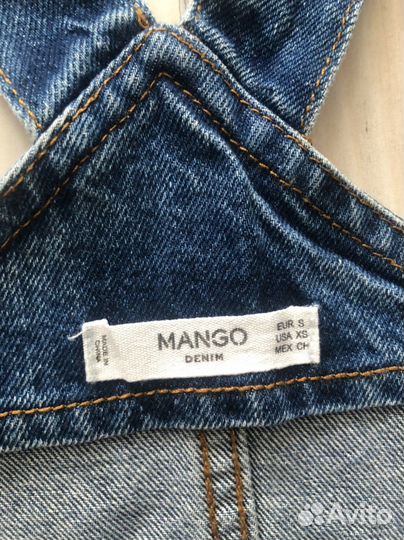 MADE IN
CHINA
MANGO
DENIM
EUR S
USA XS
MEX CH
Avito